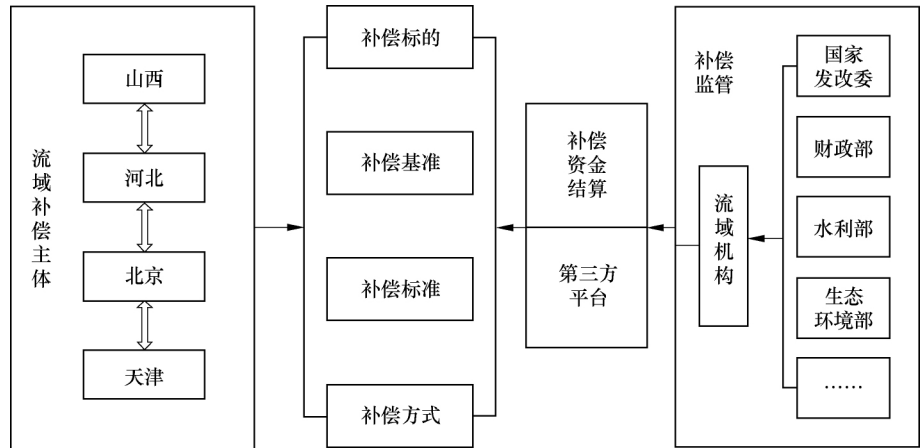 流域补偿主体
山西
河北
北京
天津
补偿标的
补偿基准
补偿标准
补偿方式
补偿
资金
结算
第三方
平台
补偿
监管
流域机构
国家
发改委
财政部
水利部
生态
环境部
……